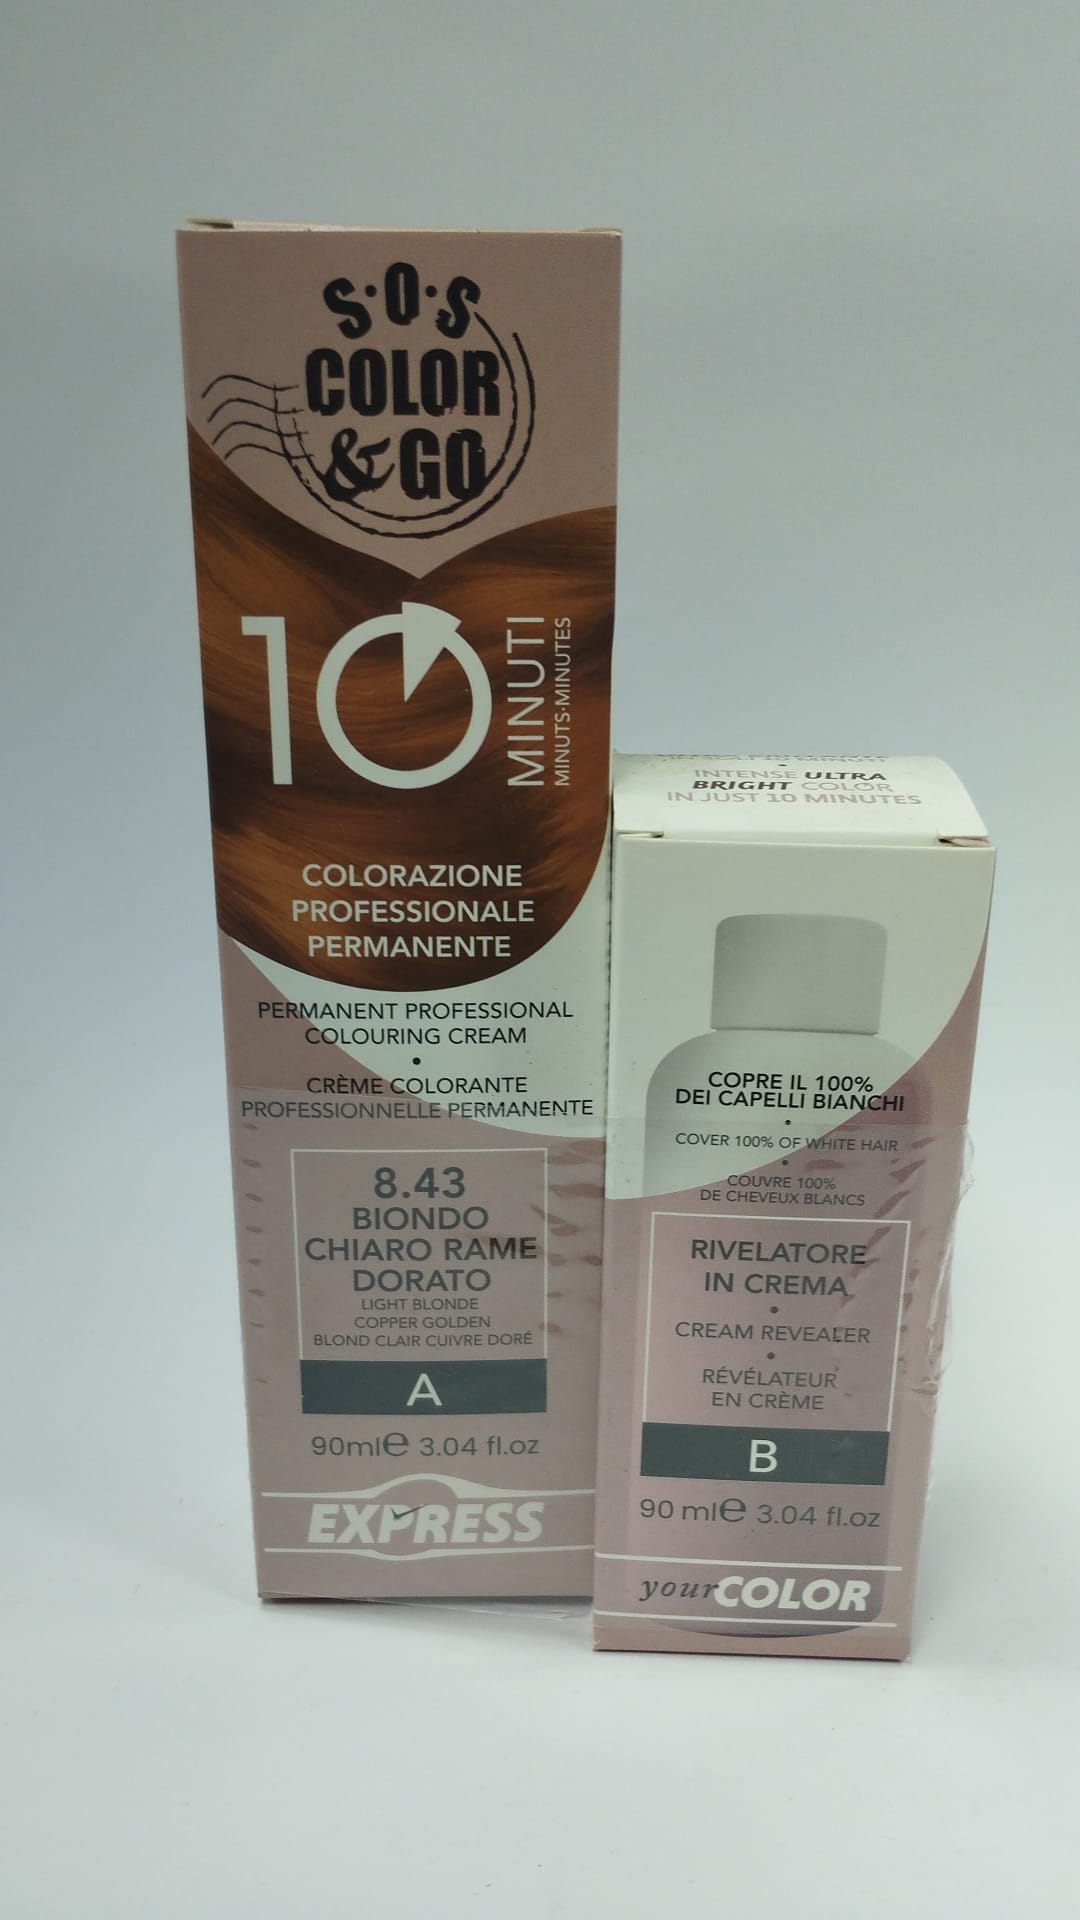 S·O·S
COLOR
& GO
10
MINUTI
MINUTS·MINUTES
COLORAZIONE
PROFESSIONALE
PERMANENTE
PERMANENT PROFESSIONAL
COLOURING CREAM
•
CRÈME COLORANTE
PROFESSIONNELLE PERMANENTE
8.43
BIONDO
CHIARO RAME
DORATO
LIGHT BLONDE
COPPER GOLDEN
BLOND CLAIR CUIVRE DORÉ
A
90ml e 3.04 fl.oz
EXPRESS
IN SOLI 10 MINUTI
•
INTENSE ULTRA
BRIGHT COLOR
IN JUST 10 MINUTES
COPRE IL 100%
DEI CAPELLI BIANCHI
•
COVER 100% OF WHITE HAIR
•
COUVRE 100%
DE CHEVEUX BLANCS
RIVELATORE
IN CREMA
•
CREAM REVEALER
•
RÉVÉLATEUR
EN CRÈME
B
90 ml e 3.04 fl.oz
yourCOLOR